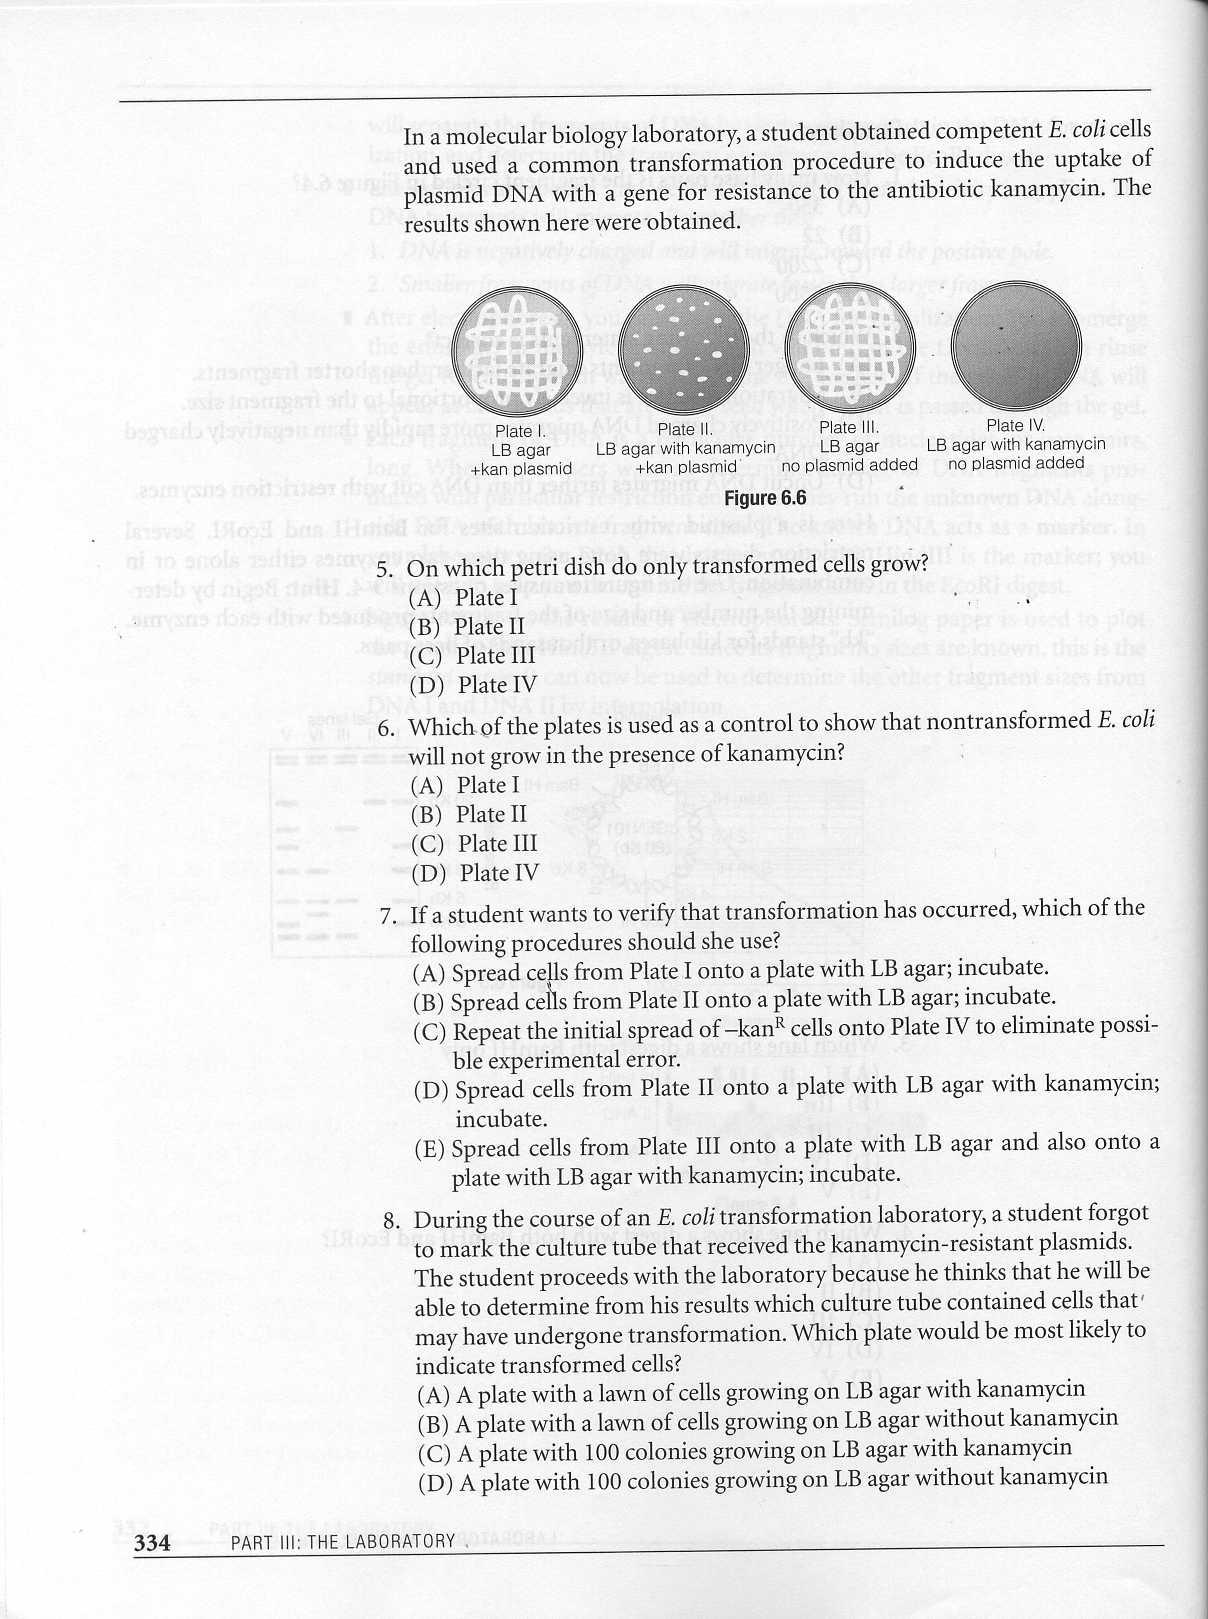 In a molecular biology laboratory, a student obtained competent E. coli cells
and used a common transformation procedure to induce the uptake of
plasmid DNA with a gene for resistance to the antibiotic kanamycin. The
results shown here were obtained.
Plate I.
LB agar
+kan plasmid
Plate II.
LB agar with kanamycin
+kan plasmid
Plate III.
LB agar
no plasmid added
Plate IV.
LB agar with kanamycin
no plasmid added
Figure 6.6
5. On which petri dish do only transformed cells grow?
(A) Plate I
(B) Plate II
(C) Plate III
(D) Plate IV
6. Which of the plates is used as a control to show that nontransformed E. coli
will not grow in the presence of kanamycin?
(A) Plate I
(B) Plate II
(C) Plate III
(D) Plate IV
7. If a student wants to verify that transformation has occurred, which of the
following procedures should she use?
(A) Spread cells from Plate I onto a plate with LB agar; incubate.
(B) Spread cells from Plate II onto a plate with LB agar; incubate.
(C) Repeat the initial spread of –kanR cells onto Plate IV to eliminate possi-
ble experimental error.
(D) Spread cells from Plate II onto a plate with LB agar with kanamycin;
incubate.
(E) Spread cells from Plate III onto a plate with LB agar and also onto a
plate with LB agar with kanamycin; incubate.
8. During the course of an E. coli transformation laboratory, a student forgot
to mark the culture tube that received the kanamycin-resistant plasmids.
The student proceeds with the laboratory because he thinks that he will be
able to determine from his results which culture tube contained cells that
may have undergone transformation. Which plate would be most likely to
indicate transformed cells?
(A) A plate with a lawn of cells growing on LB agar with kanamycin
(B) A plate with a lawn of cells growing on LB agar without kanamycin
(C) A plate with 100 colonies growing on LB agar with kanamycin
(D) A plate with 100 colonies growing on LB agar without kanamycin
334 PART III: THE LABORATORY